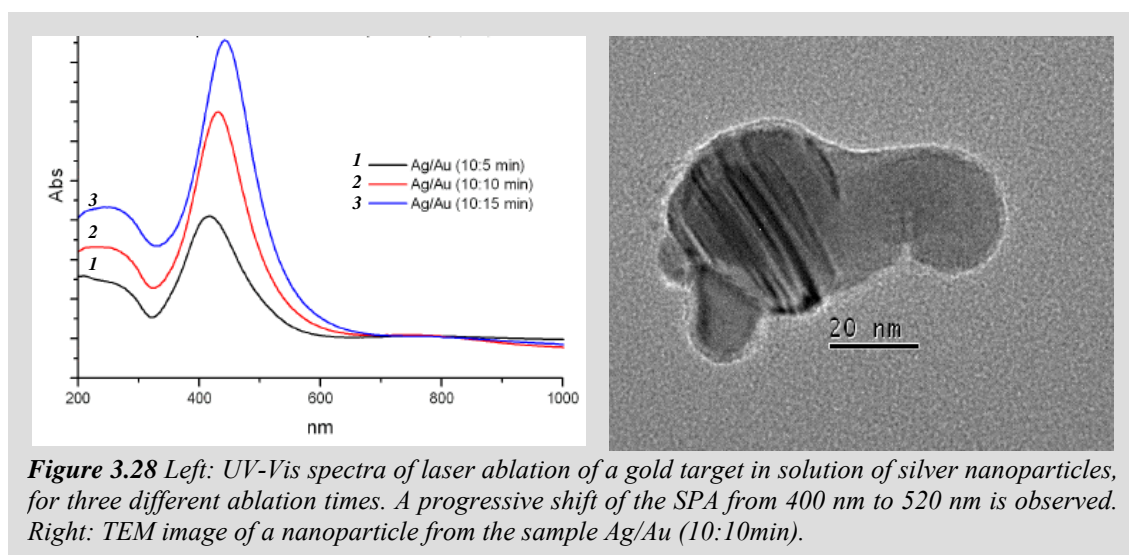 Abs
1 Ag/Au (10:5 min)
2 Ag/Au (10:10 min)
3 Ag/Au (10:15 min)
3
2
1
200 400 600 800 1000
nm
20 nm
Figure 3.28 Left: UV-Vis spectra of laser ablation of a gold target in solution of silver nanoparticles,
for three different ablation times. A progressive shift of the SPA from 400 nm to 520 nm is observed.
Right: TEM image of a nanoparticle from the sample Ag/Au (10:10min).